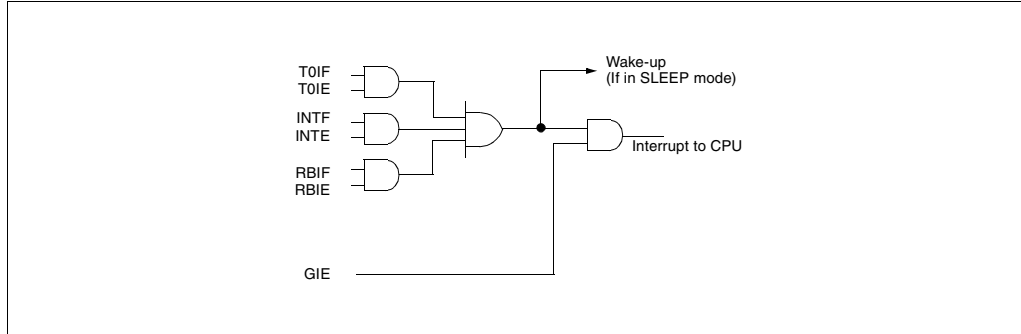 T0IF
T0IE
INTF
INTE
RBIF
RBIE
GIE
Wake-up
(If in SLEEP mode)
Interrupt to CPU